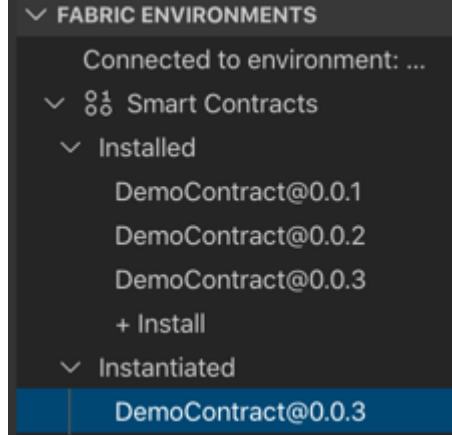 FABRIC ENVIRONMENTS
Connected to environment: ...
Smart Contracts
Installed
DemoContract@0.0.1
DemoContract@0.0.2
DemoContract@0.0.3
+ Install
Instantiated
DemoContract@0.0.3